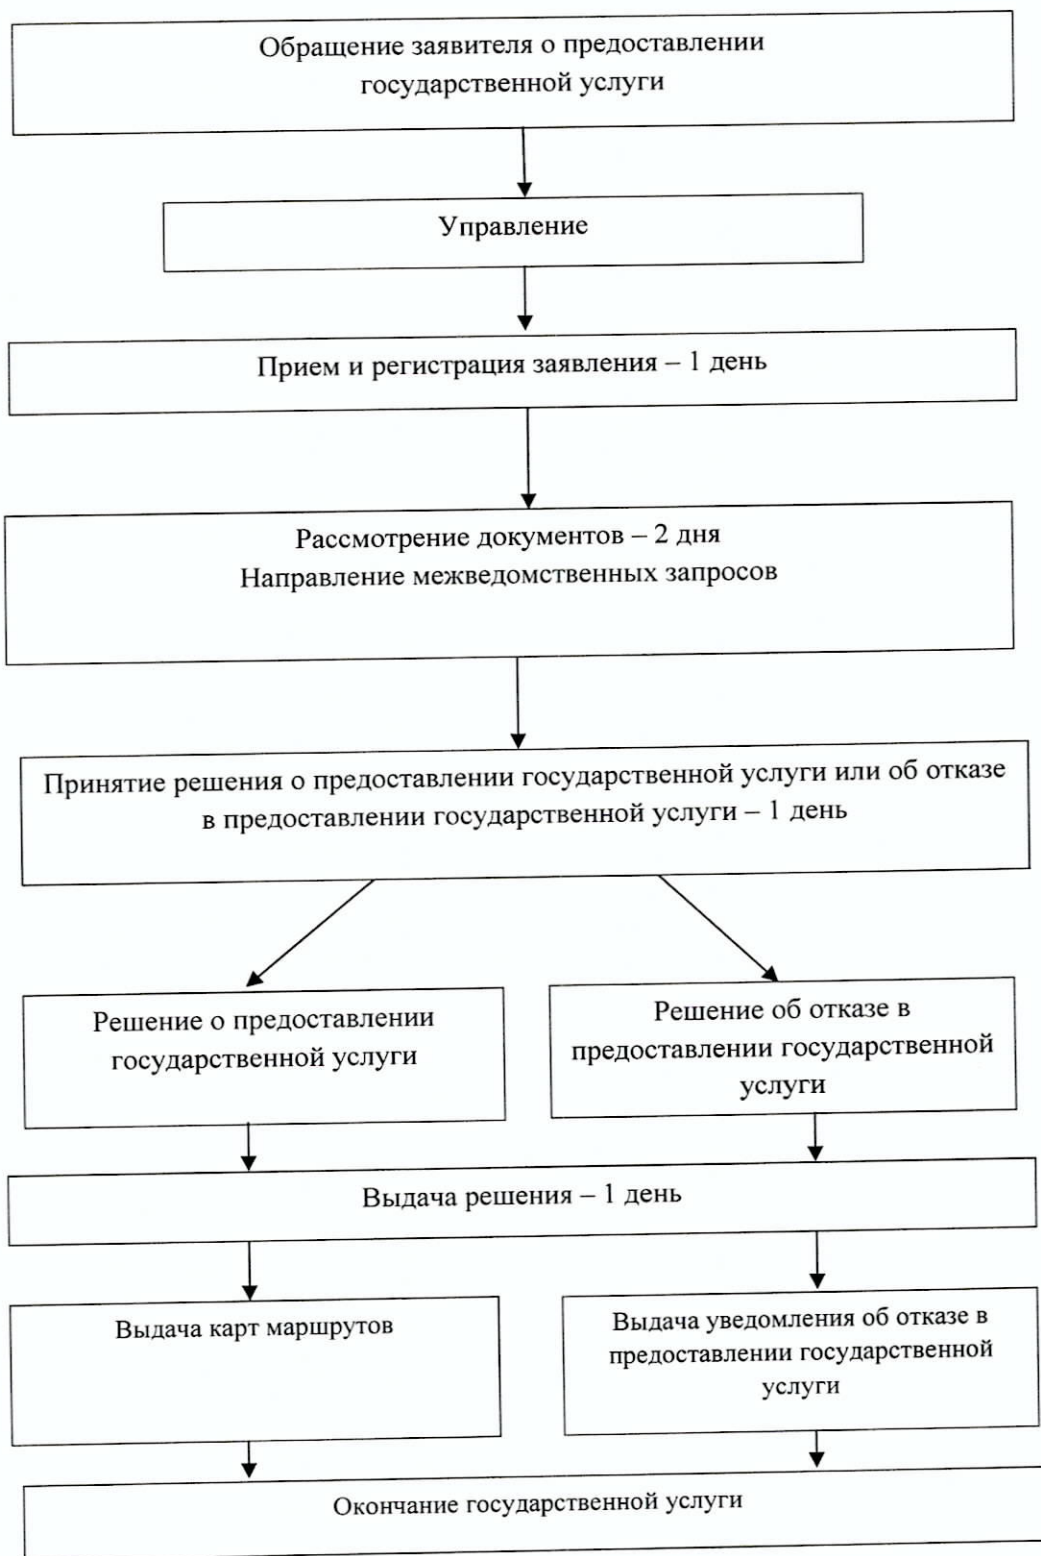 Обращение заявителя о предоставлении
государственной услуги
Управление
Прием и регистрация заявления – 1 день
Рассмотрение документов – 2 дня
Направление межведомственных запросов
Принятие решения о предоставлении государственной услуги или об отказе
в предоставлении государственной услуги – 1 день
Решение о предоставлении
государственной услуги
Решение об отказе в
предоставлении государственной
услуги
Выдача решения – 1 день
Выдача карт маршрутов
Выдача уведомления об отказе в
предоставлении государственной
услуги
Окончание государственной услуги